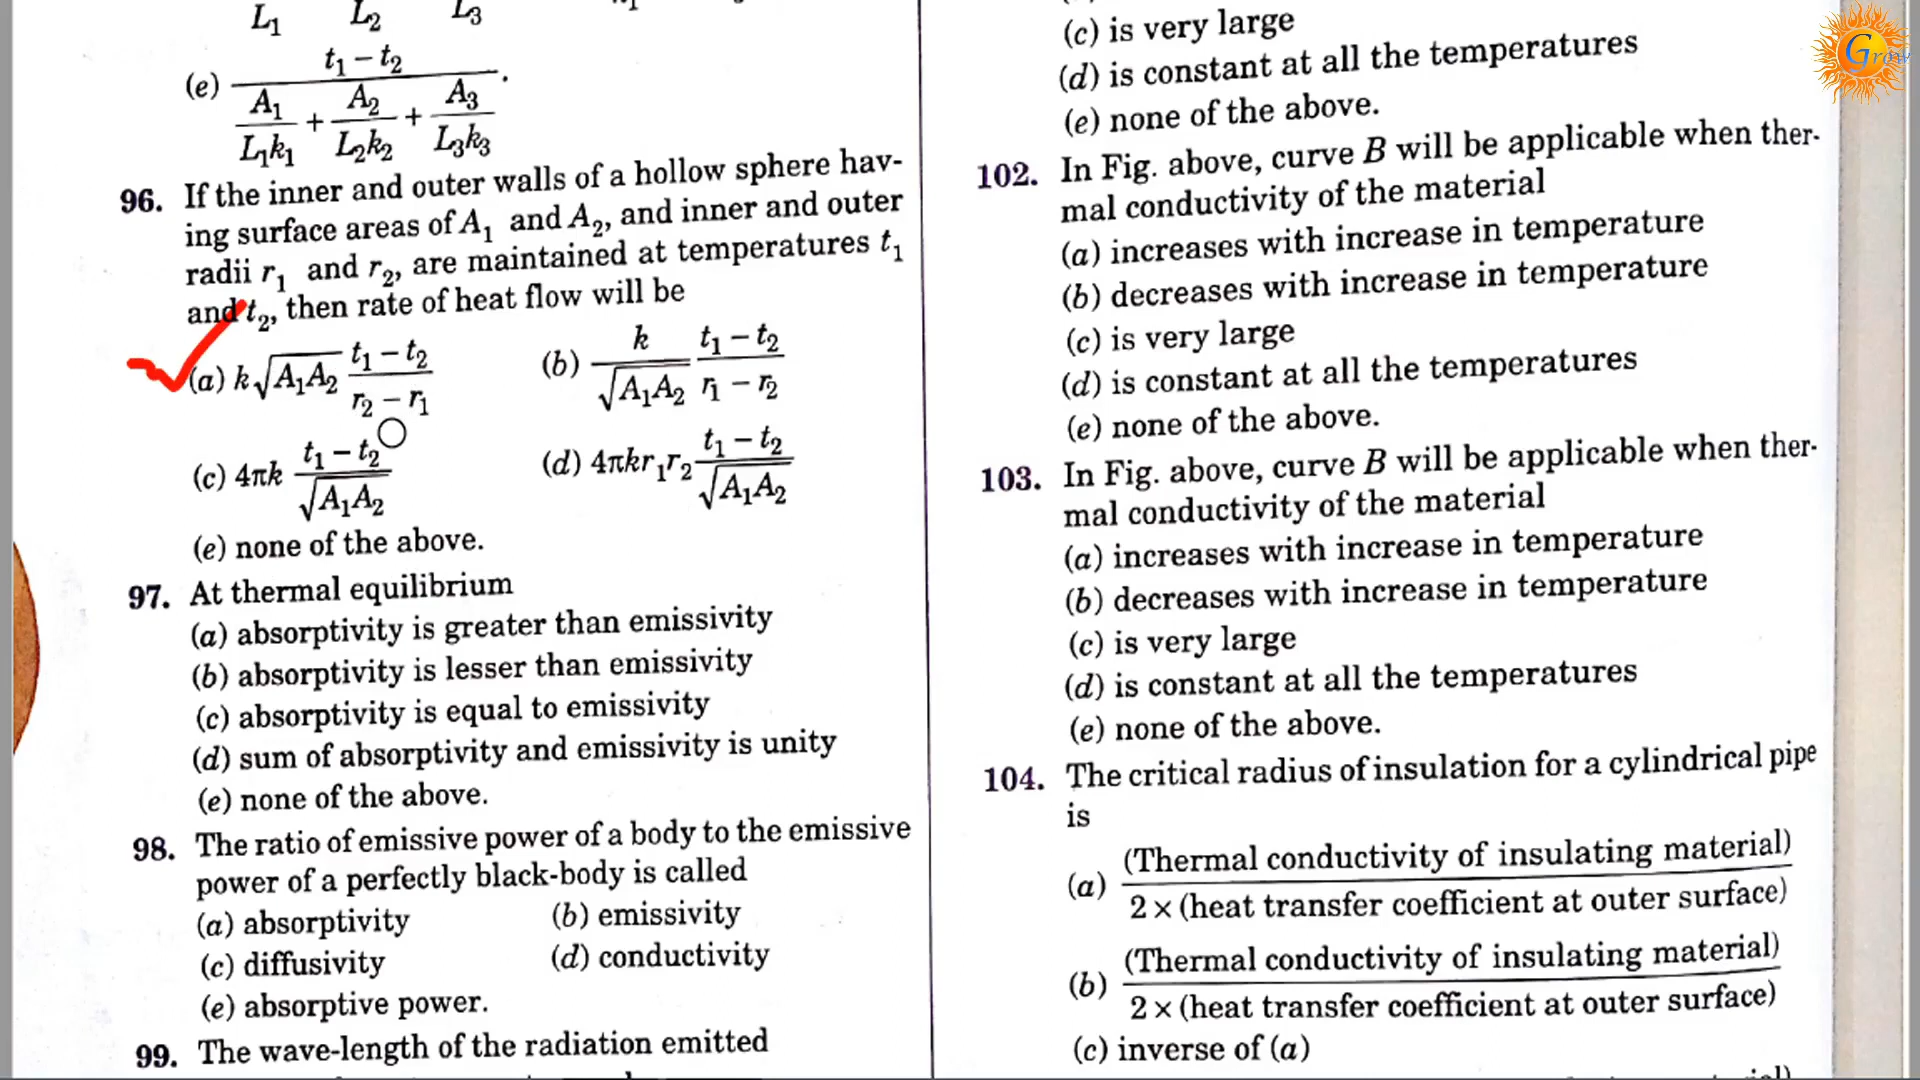 L₁ L₂ L₃
(e) (t₁ – t₂) / (A₁/L₁k₁ + A₂/L₂k₂ + A₃/L₃k₃).
96. If the inner and outer walls of a hollow sphere hav-
ing surface areas of A₁ and A₂, and inner and outer
radii r₁ and r₂, are maintained at temperatures t₁
and t₂, then rate of heat flow will be
(a) k√A₁A₂ (t₁ – t₂)/(r₂ – r₁) (b) k/√A₁A₂ (t₁ – t₂)/(r₁ – r₂)
(c) 4πk (t₁ – t₂)/√A₁A₂ (d) 4πkr₁r₂ (t₁ – t₂)/√A₁A₂
(e) none of the above.
97. At thermal equilibrium
(a) absorptivity is greater than emissivity
(b) absorptivity is lesser than emissivity
(c) absorptivity is equal to emissivity
(d) sum of absorptivity and emissivity is unity
(e) none of the above.
98. The ratio of emissive power of a body to the emissive
power of a perfectly black-body is called
(a) absorptivity (b) emissivity
(c) diffusivity (d) conductivity
(e) absorptive power.
99. The wave-length of the radiation emitted
(c) is very large
(d) is constant at all the temperatures
(e) none of the above.
102. In Fig. above, curve B will be applicable when ther-
mal conductivity of the material
(a) increases with increase in temperature
(b) decreases with increase in temperature
(c) is very large
(d) is constant at all the temperatures
(e) none of the above.
103. In Fig. above, curve B will be applicable when ther-
mal conductivity of the material
(a) increases with increase in temperature
(b) decreases with increase in temperature
(c) is very large
(d) is constant at all the temperatures
(e) none of the above.
104. The critical radius of insulation for a cylindrical pipe
is
(a) (Thermal conductivity of insulating material) / 2 × (heat transfer coefficient at outer surface)
(b) (Thermal conductivity of insulating material) / 2 × (heat transfer coefficient at outer surface)
(c) inverse of (a)
Grow